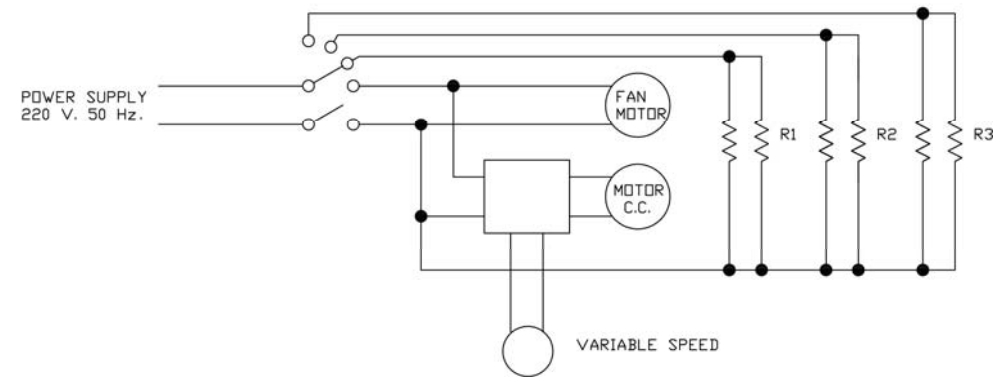 POWER SUPPLY
220 V. 50 Hz.
FAN
MOTOR
R1
R2
R3
MOTOR
C.C.
VARIABLE SPEED